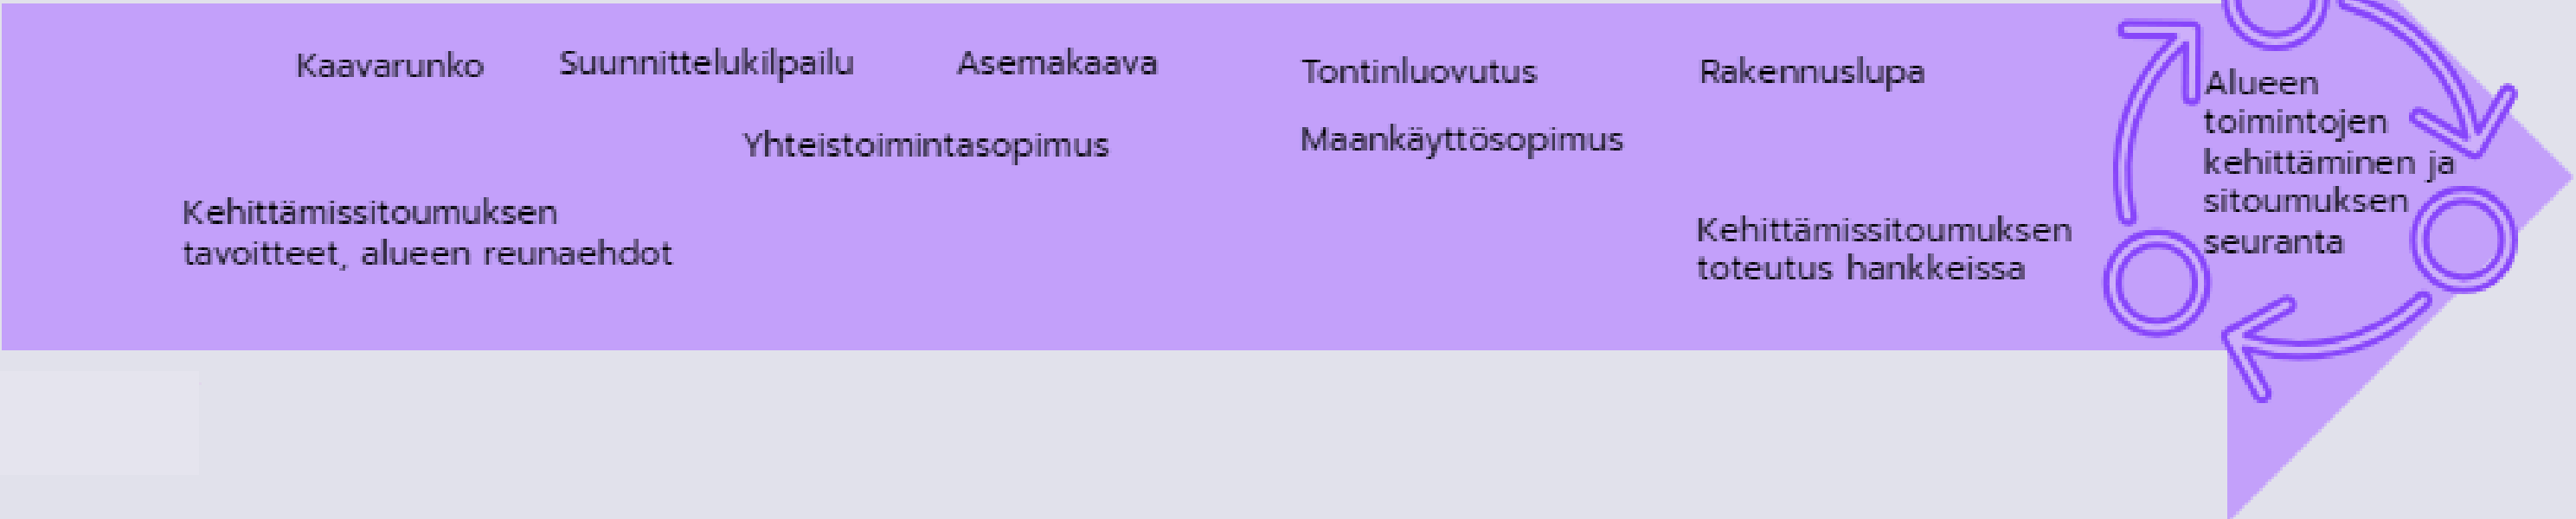 Kaavarunko
Suunnittelukilpailu
Asemakaava
Tontinluovutus
Rakennuslupa
Yhteistoimintasopimus
Maankäyttösopimus
Kehittämissitoumuksen
tavoitteet, alueen reunaehdot
Kehittämissitoumuksen
toteutus hankkeissa
Alueen
toimintojen
kehittäminen ja
sitoumuksen
seuranta